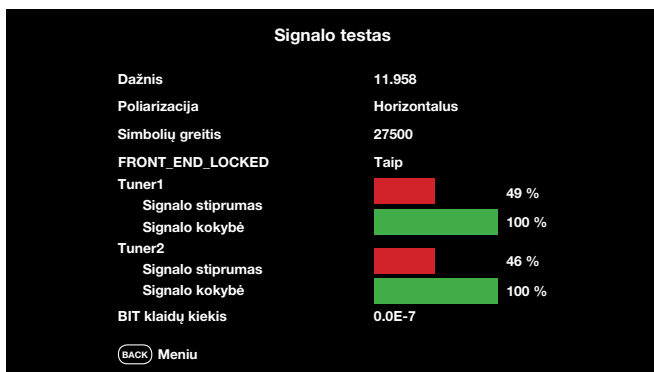 Signalo testas
Dažnis 11.958
Poliarizacija Horizontalus
Simbolių greitis 27500
FRONT_END_LOCKED Taip
Tuner1
Signalo stiprumas 49 %
Signalo kokybė 100 %
Tuner2
Signalo stiprumas 46 %
Signalo kokybė 100 %
BIT klaidų kiekis 0.0E-7
BACK Meniu